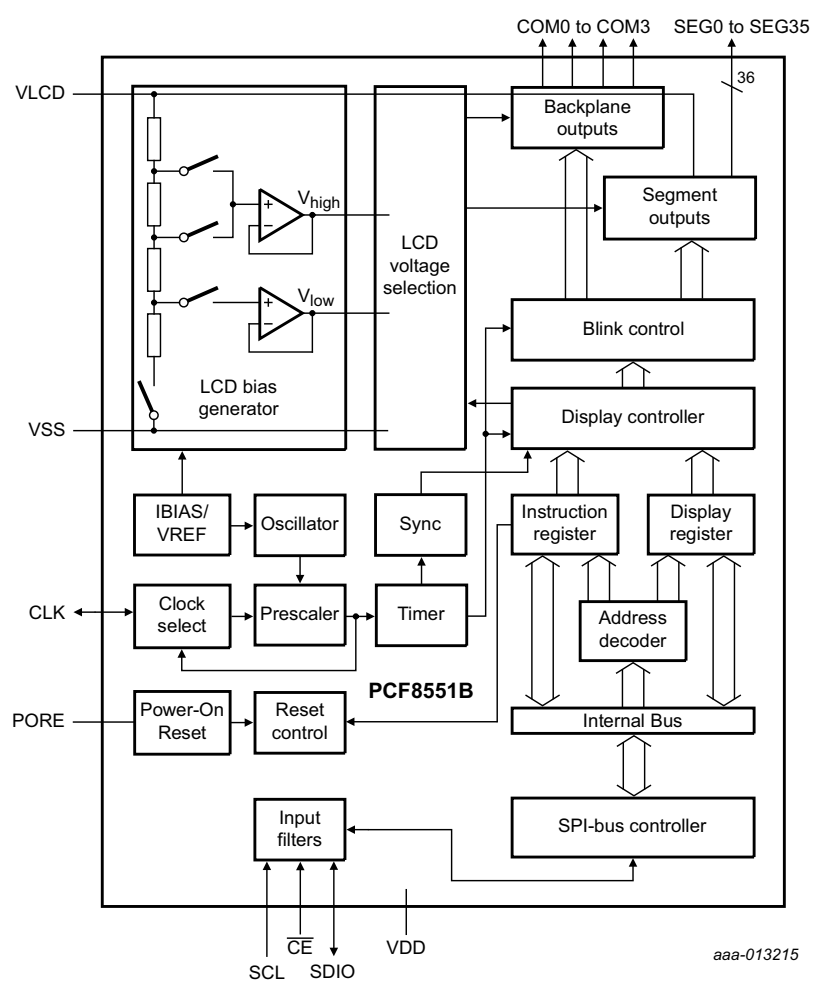 COM0 to COM3
SEG0 to SEG35
36
VLCD
Backplane
outputs
Segment
outputs
Vhigh
Vlow
LCD
voltage
selection
LCD bias
generator
Blink control
Display controller
VSS
IBIAS/
VREF
Oscillator
Sync
Instruction
register
Display
register
CLK
Clock
select
Prescaler
Timer
Address
decoder
PCF8551B
PORE
Power-On
Reset
Reset
control
Internal Bus
Input
filters
SPI-bus controller
SCL
CE
SDIO
VDD
aaa-013215